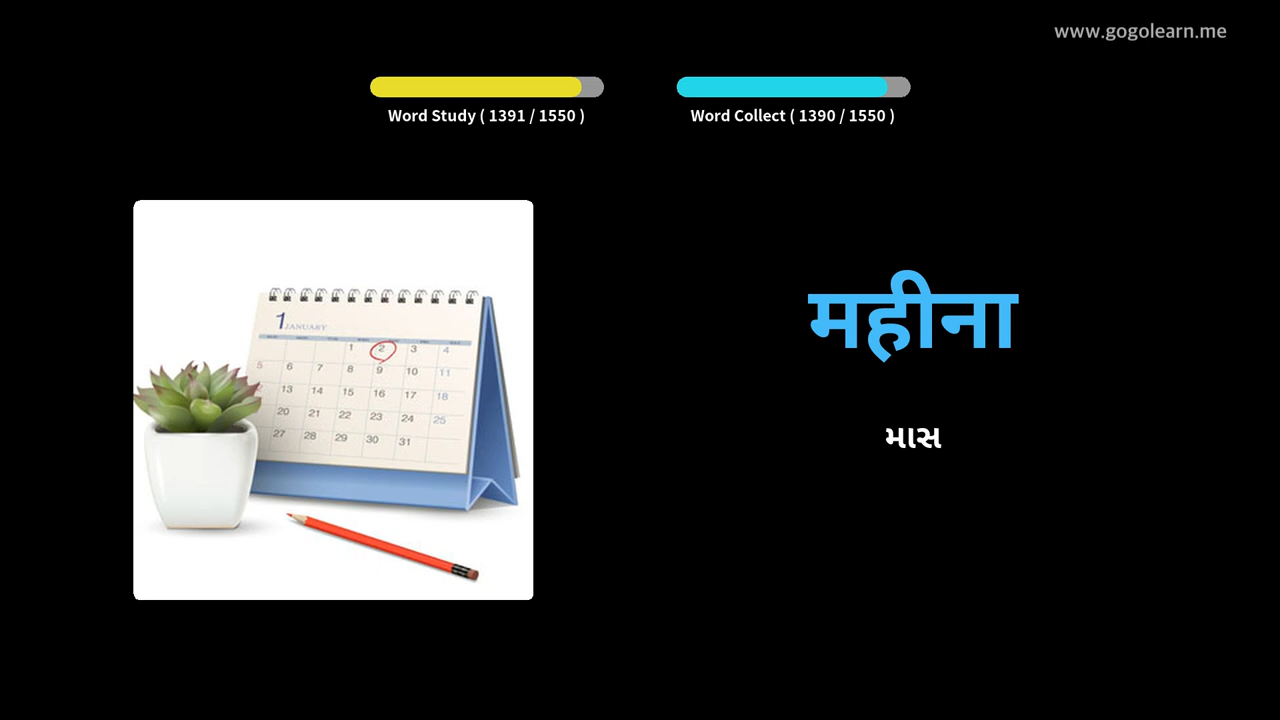 www.gogolearn.me
Word Study ( 1391 / 1550 )
Word Collect ( 1390 / 1550 )
1 JANUARY
1 2 3 4
5 6 7 8 9 10 11
13 14 15 16 17 18
20 21 22 23 24 25
27 28 29 30 31
महीना
માસ